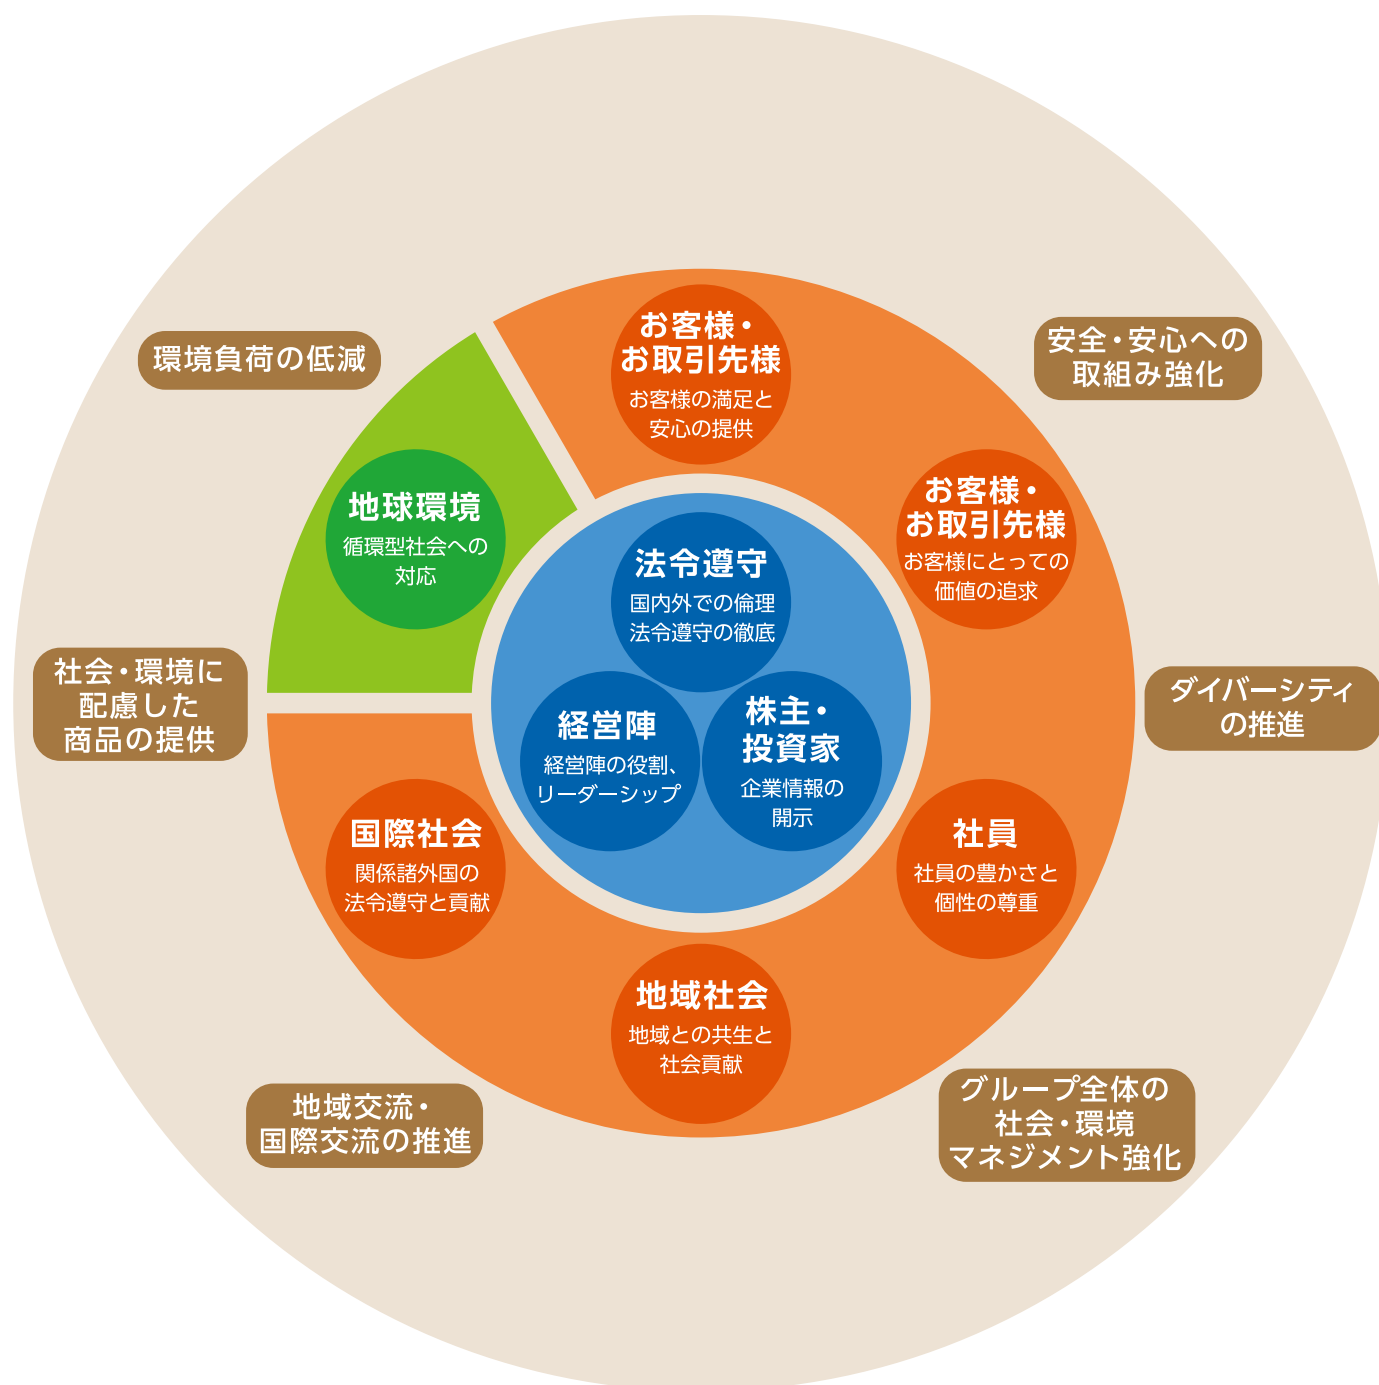 お客様・
お取引先様
お客様の満足と
安心の提供
安全・安心への
取組み強化
環境負荷の低減
地球環境
循環型社会への
対応
お客様・
お取引先様
お客様にとっての
価値の追求
法令遵守
国内外での倫理
法令遵守の徹底
社会・環境に
配慮した
商品の提供
経営陣
経営陣の役割、
リーダーシップ
株主・
投資家
企業情報の
開示
ダイバーシティ
の推進
国際社会
関係諸外国の
法令遵守と貢献
社員
社員の豊かさと
個性の尊重
地域社会
地域との共生と
社会貢献
地域交流・
国際交流の推進
グループ全体の
社会・環境
マネジメント強化